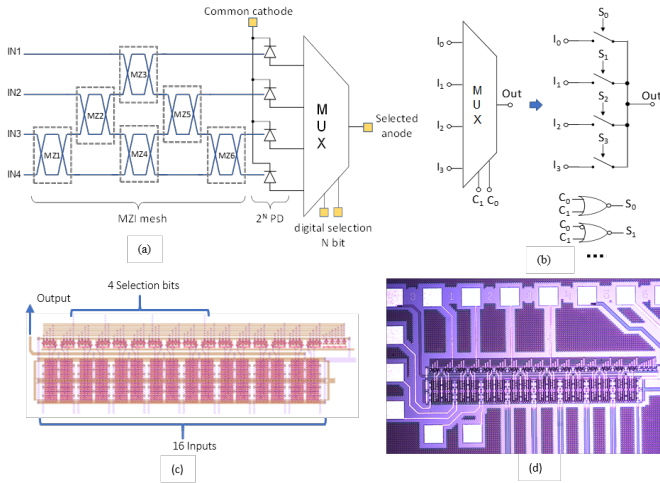 Common cathode
IN1
IN2
IN3
IN4
MZ1
MZ2
MZ3
MZ4
MZ5
MZ6
MUX
Selected
anode
MZI mesh
2ᴺ PD
digital selection
N bit
(a)
I₀
I₁
I₂
I₃
MUX
Out
C₁ C₀
S₀
I₀
S₁
I₁
S₂
I₂
S₃
I₃
Out
C₀
C₁
S₀
C₀
C₁
S₁
...
(b)
Output
4 Selection bits
16 Inputs
(c)
(d)